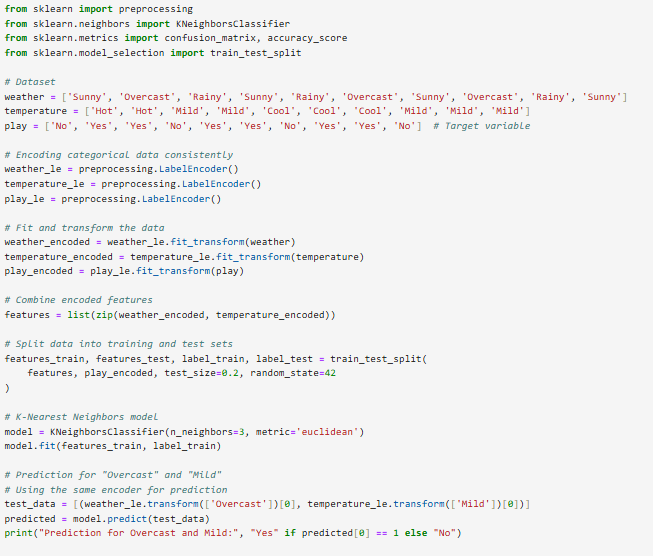 from sklearn import preprocessing
from sklearn.neighbors import KNeighborsClassifier
from sklearn.metrics import confusion_matrix, accuracy_score
from sklearn.model_selection import train_test_split
# Dataset
weather = ['Sunny', 'Overcast', 'Rainy', 'Sunny', 'Rainy', 'Overcast', 'Sunny', 'Overcast', 'Rainy', 'Sunny']
temperature = ['Hot', 'Hot', 'Mild', 'Mild', 'Cool', 'Cool', 'Cool', 'Mild', 'Mild', 'Mild']
play = ['No', 'Yes', 'Yes', 'No', 'Yes', 'Yes', 'No', 'Yes', 'Yes', 'No']  # Target variable
# Encoding categorical data consistently
weather_le = preprocessing.LabelEncoder()
temperature_le = preprocessing.LabelEncoder()
play_le = preprocessing.LabelEncoder()
# Fit and transform the data
weather_encoded = weather_le.fit_transform(weather)
temperature_encoded = temperature_le.fit_transform(temperature)
play_encoded = play_le.fit_transform(play)
# Combine encoded features
features = list(zip(weather_encoded, temperature_encoded))
# Split data into training and test sets
features_train, features_test, label_train, label_test = train_test_split(
    features, play_encoded, test_size=0.2, random_state=42
)
# K-Nearest Neighbors model
model = KNeighborsClassifier(n_neighbors=3, metric='euclidean')
model.fit(features_train, label_train)
# Prediction for "Overcast" and "Mild"
# Using the same encoder for prediction
test_data = [(weather_le.transform(['Overcast'])[0], temperature_le.transform(['Mild'])[0])]
predicted = model.predict(test_data)
print("Prediction for Overcast and Mild:", "Yes" if predicted[0] == 1 else "No")